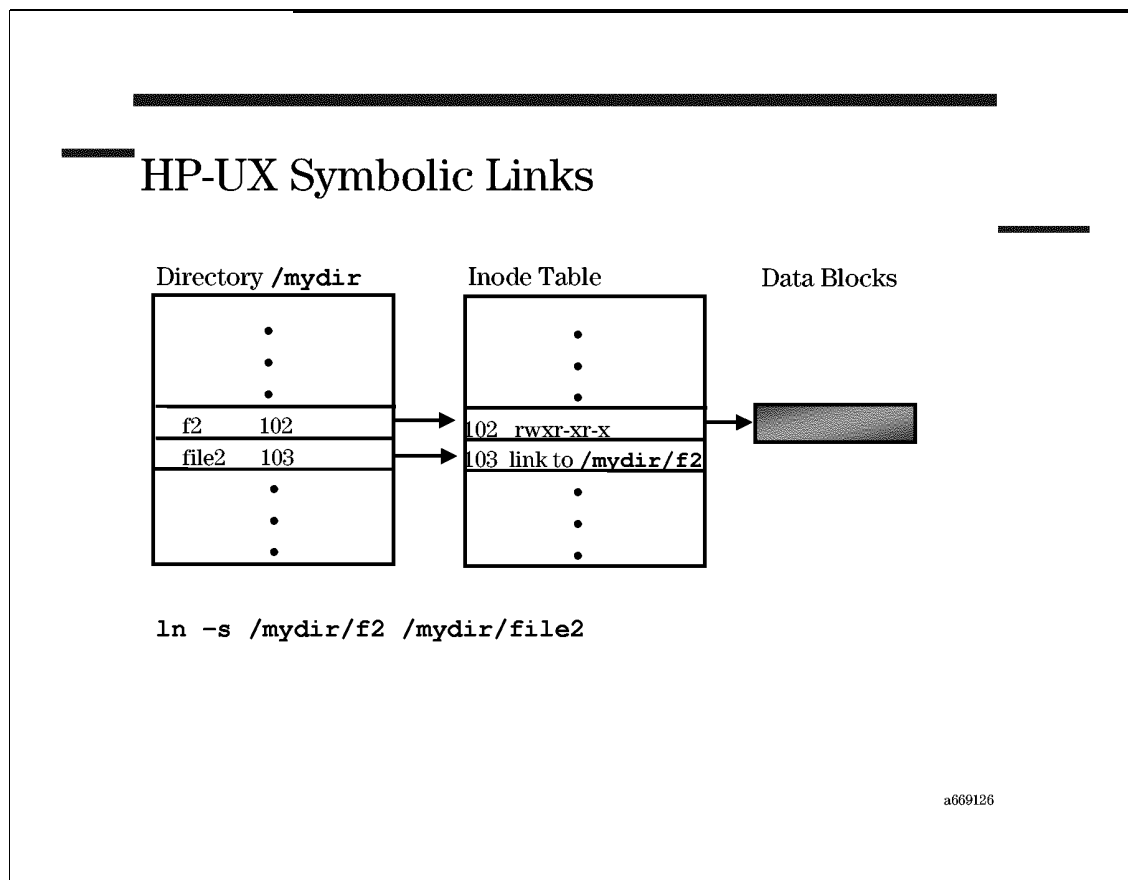 HP-UX Symbolic Links
Directory /mydir
Inode Table
Data Blocks
f2 102
102 rwxr-xr-x
file2 103
103 link to /mydir/f2
ln –s /mydir/f2 /mydir/file2
a669126